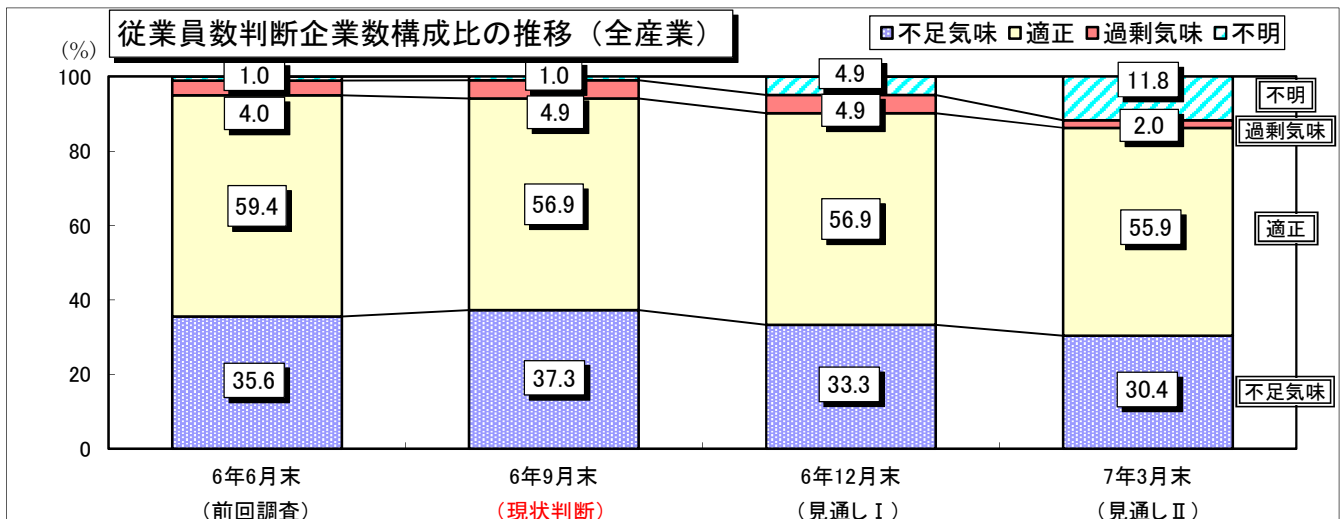 従業員数判断企業数構成比の推移（全産業）
不足気味 適正 過剰気味 不明
(%)
100
80
60
40
20
0
1.0 1.0 4.9 11.8
4.0 4.9 4.9 2.0
59.4 56.9 56.9 55.9
35.6 37.3 33.3 30.4
不明
過剰気味
適正
不足気味
6年6月末 6年9月末 6年12月末 7年3月末
（前回調査） （現状判断） （見通しⅠ） （見通しⅡ）